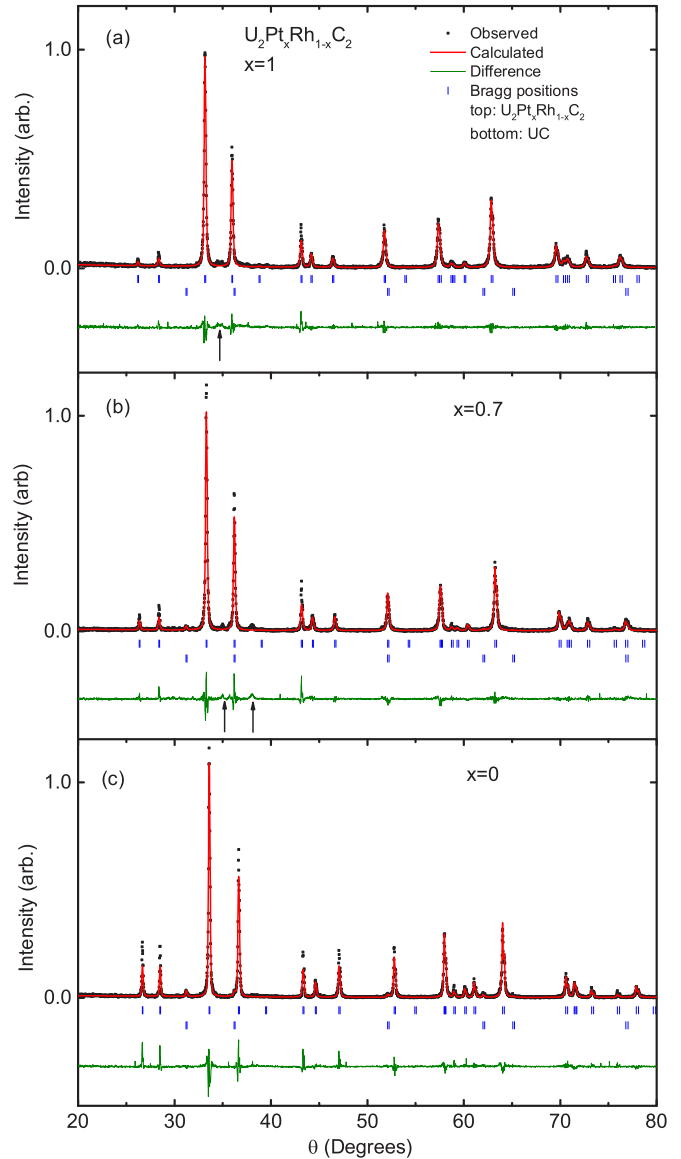 (a)
U₂PtₓRh₁₋ₓC₂
x=1
Observed
Calculated
Difference
Bragg positions
top: U₂PtₓRh₁₋ₓC₂
bottom: UC
1.0
0.0
Intensity (arb.)
(b)
x=0.7
1.0
0.0
Intensity (arb)
(c)
x=0
1.0
0.0
Intensity (arb.)
20 30 40 50 60 70 80
θ (Degrees)